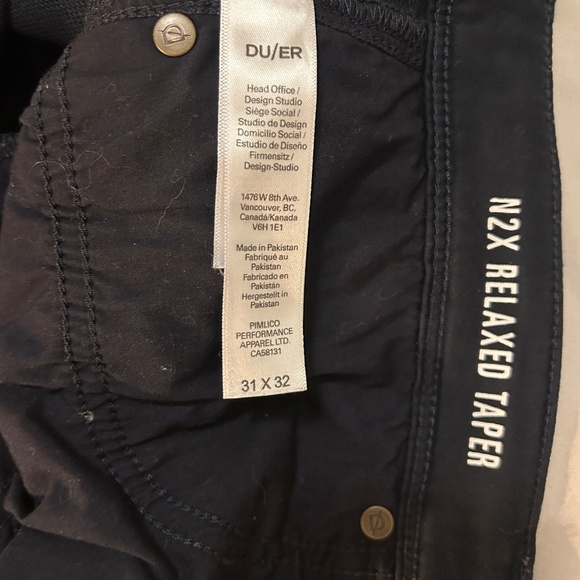 DU/ER
Head Office /
Design Studio
Siège Social /
Studio de Design
Domicilio Social /
Estudio de Diseño
Firmensitz /
Design-Studio
1476 W 8th Ave.
Vancouver, BC,
Canada/Kanada
V6H 1E1
Made in Pakistan
Fabriqué au
Pakistan
Fabricado en
Pakistán
Hergestellt in
Pakistan
PIMLICO
PERFORMANCE
APPAREL LTD.
CA58131
31 X 32
N2X RELAXED TAPER